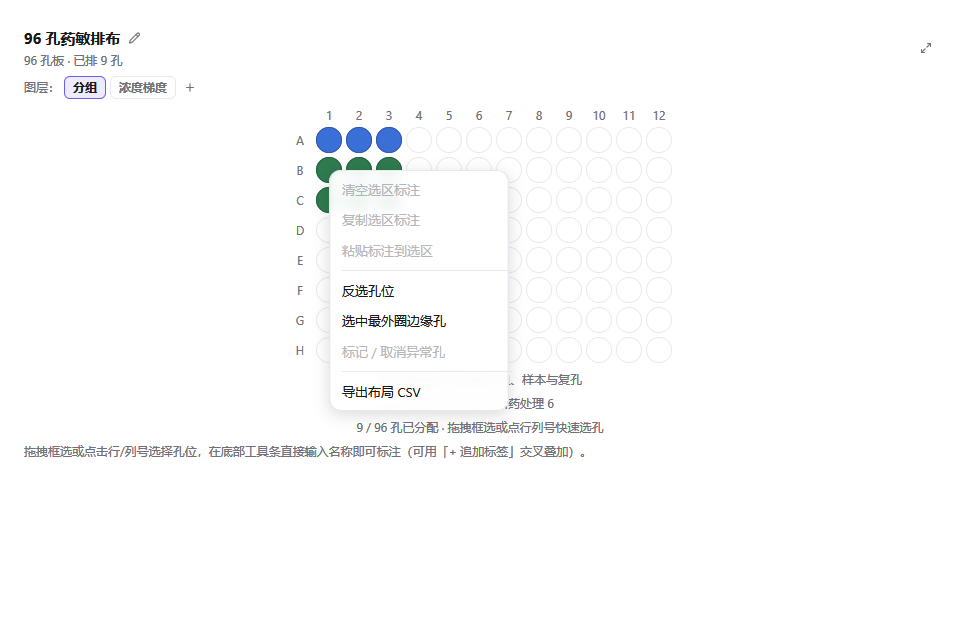 96 孔药敏排布
96 孔板 · 已排 9 孔
图层： 分组 浓度梯度 +
1 2 3 4 5 6 7 8 9 10 11 12
A
B
C
D
E
F
G
H
清空选区标注
复制选区标注
粘贴标注到选区
反选孔位
选中最外圈边缘孔
标记 / 取消异常孔
导出布局 CSV
、样本与复孔
药处理 6
9 / 96 孔已分配 · 拖拽框选或点行列号快速选孔
拖拽框选或点击行/列号选择孔位，在底部工具条直接输入名称即可标注（可用「+ 追加标签」交叉叠加）。